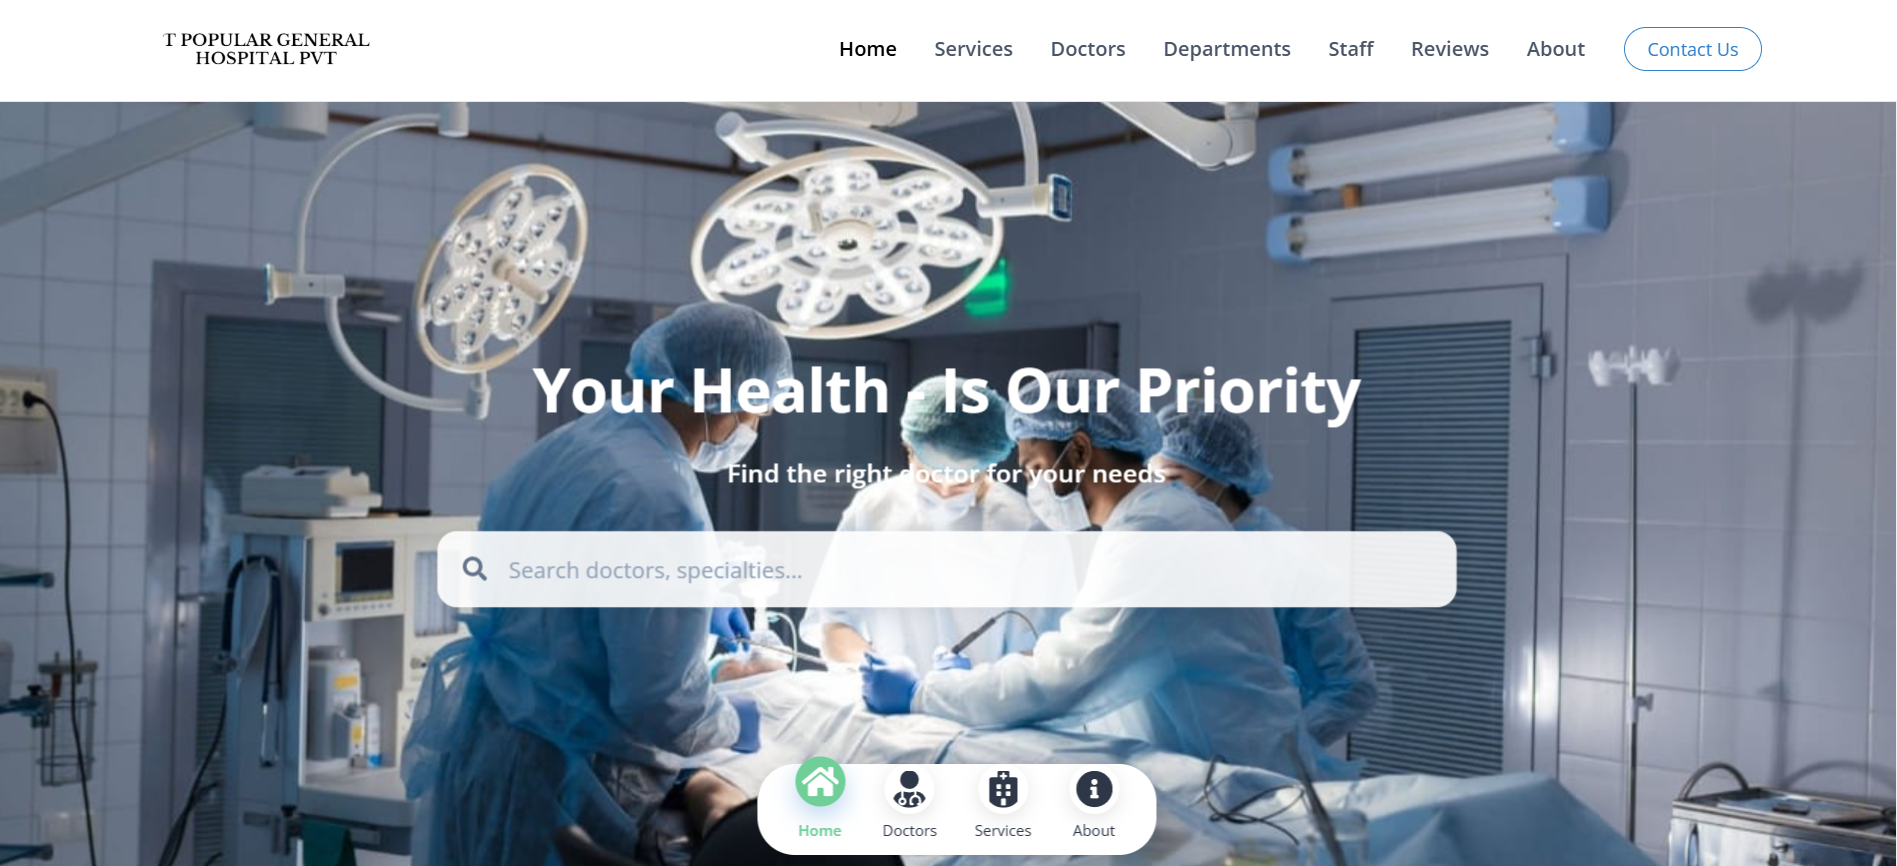 T POPULAR GENERAL
HOSPITAL PVT
Home Services Doctors Departments Staff Reviews About Contact Us
Your Health - Is Our Priority
Find the right doctor for your needs
Search doctors, specialties...
Home Doctors Services About